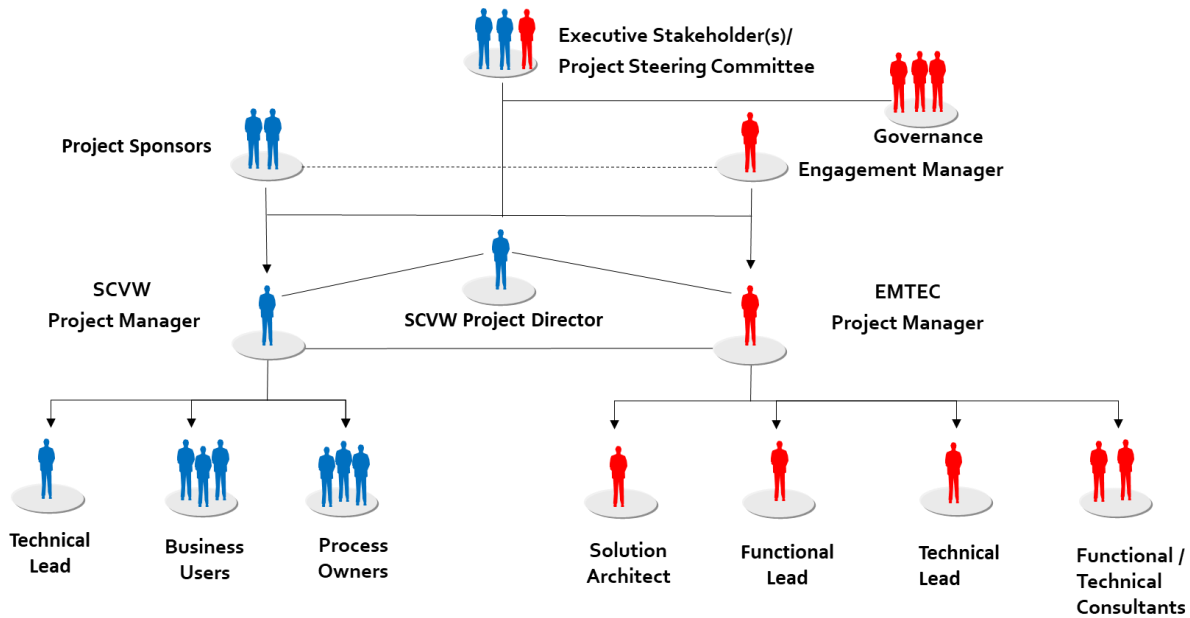 Executive Stakeholder(s)/
Project Steering Committee
Project Sponsors
Governance
Engagement Manager
SCVW
Project Manager
SCVW Project Director
EMTEC
Project Manager
Technical
Lead
Business
Users
Process
Owners
Solution
Architect
Functional
Lead
Technical
Lead
Functional /
Technical
Consultants